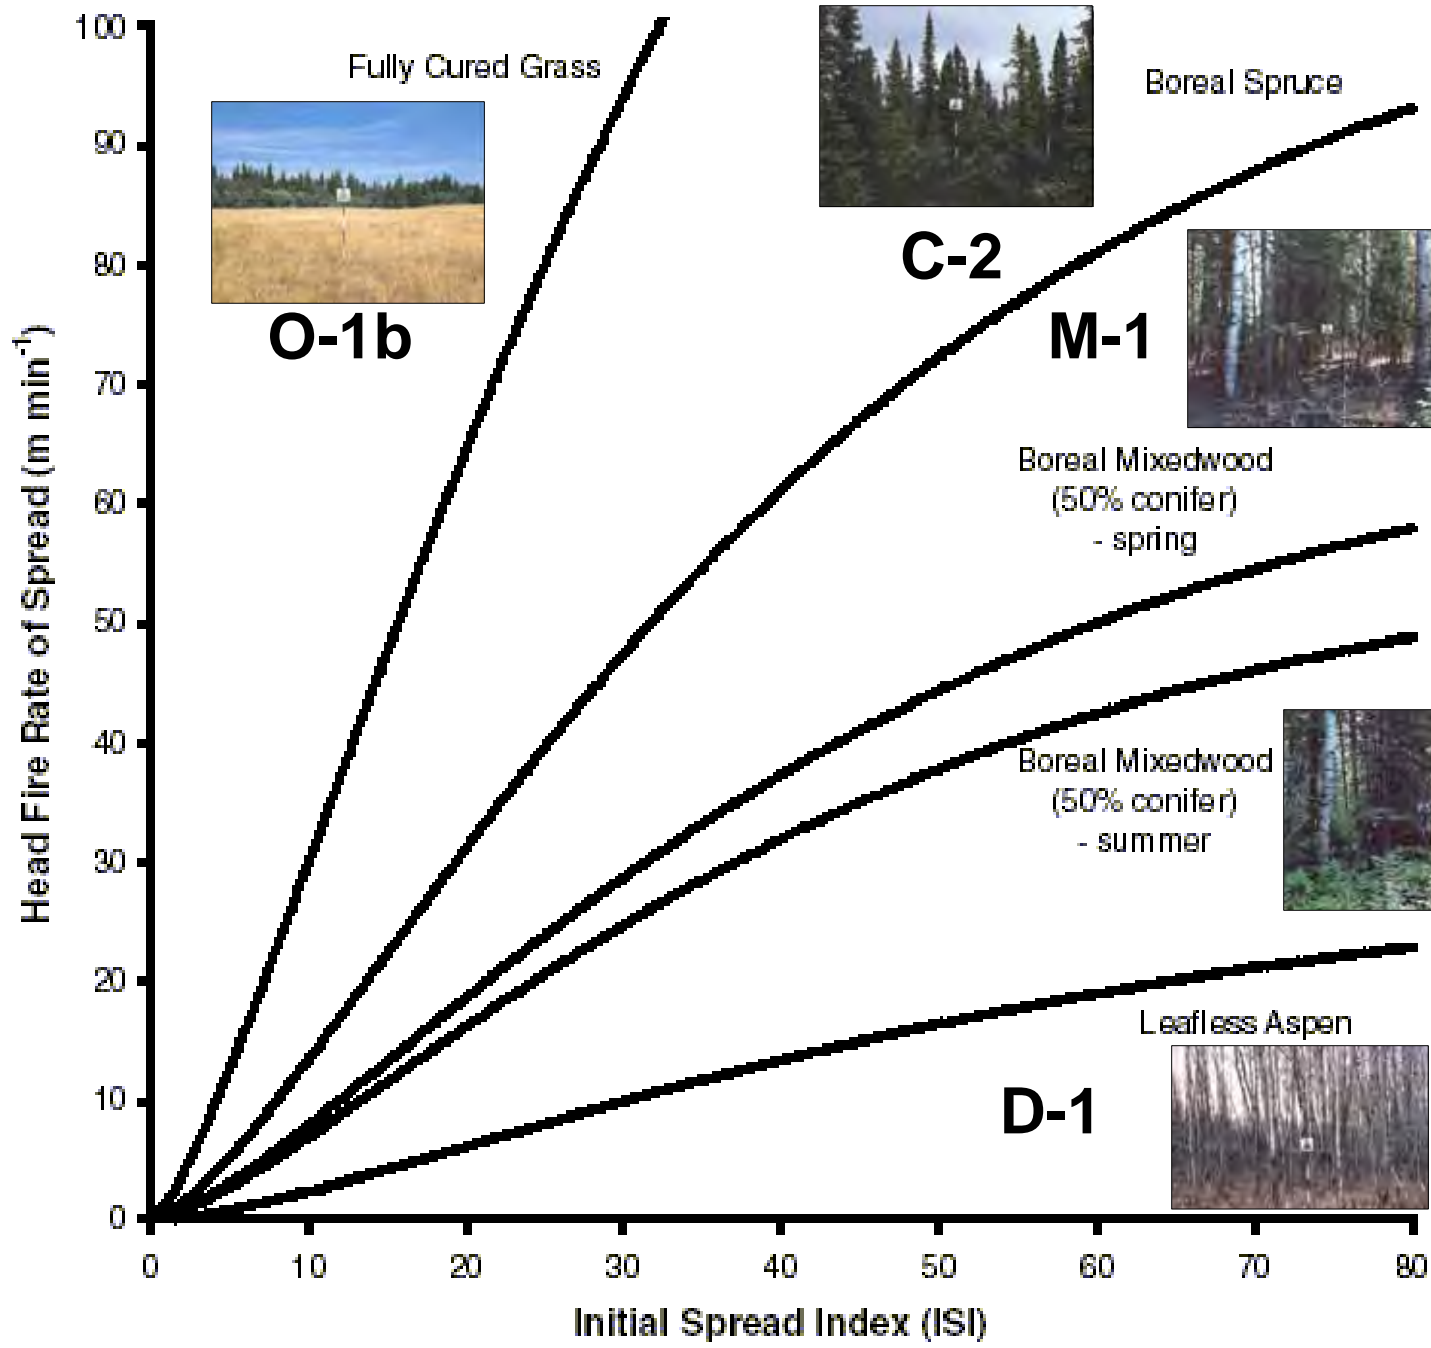 Fully Cured Grass
O-1b
Boreal Spruce
C-2
M-1
Boreal Mixedwood
(50% conifer)
- spring
Boreal Mixedwood
(50% conifer)
- summer
Leafless Aspen
D-1
Head Fire Rate of Spread (m min⁻¹)
100
90
80
70
60
50
40
30
20
10
0
0 10 20 30 40 50 60 70 80
Initial Spread Index (ISI)